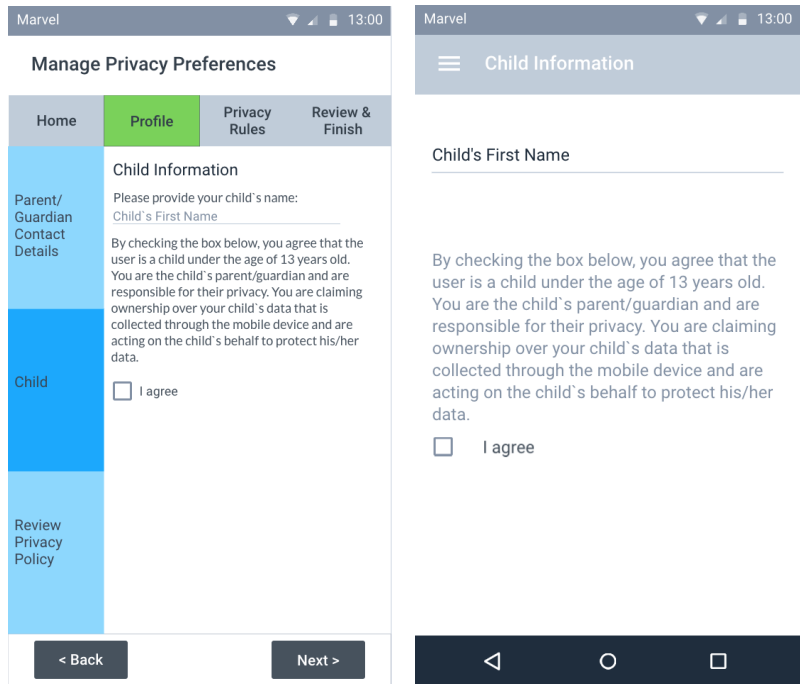 Marvel 13:00
Manage Privacy Preferences
Home
Profile
Privacy
Rules
Review &
Finish
Parent/
Guardian
Contact
Details
Child
Review
Privacy
Policy
Child Information
Please provide your child`s name:
Child`s First Name
By checking the box below, you agree that the
user is a child under the age of 13 years old.
You are the child`s parent/guardian and are
responsible for their privacy. You are claiming
ownership over your child`s data that is
collected through the mobile device and are
acting on the child`s behalf to protect his/her
data.
I agree
< Back
Next >
Marvel 13:00
Child Information
Child's First Name
By checking the box below, you agree that the
user is a child under the age of 13 years old.
You are the child`s parent/guardian and are
responsible for their privacy. You are claiming
ownership over your child`s data that is
collected through the mobile device and are
acting on the child`s behalf to protect his/her
data.
I agree